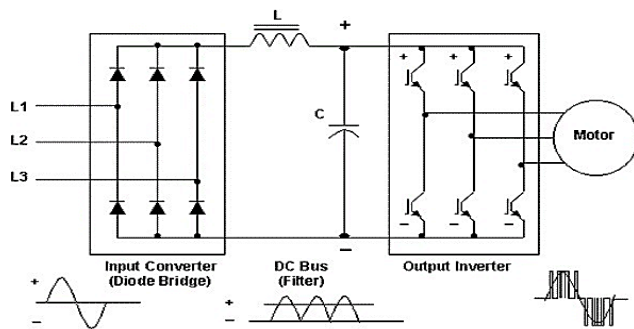 L
+
+ + +
L1
L2
L3
C
Motor
- - -
-
Input Converter
(Diode Bridge)
DC Bus
(Filter)
Output Inverter
+
-
+
-